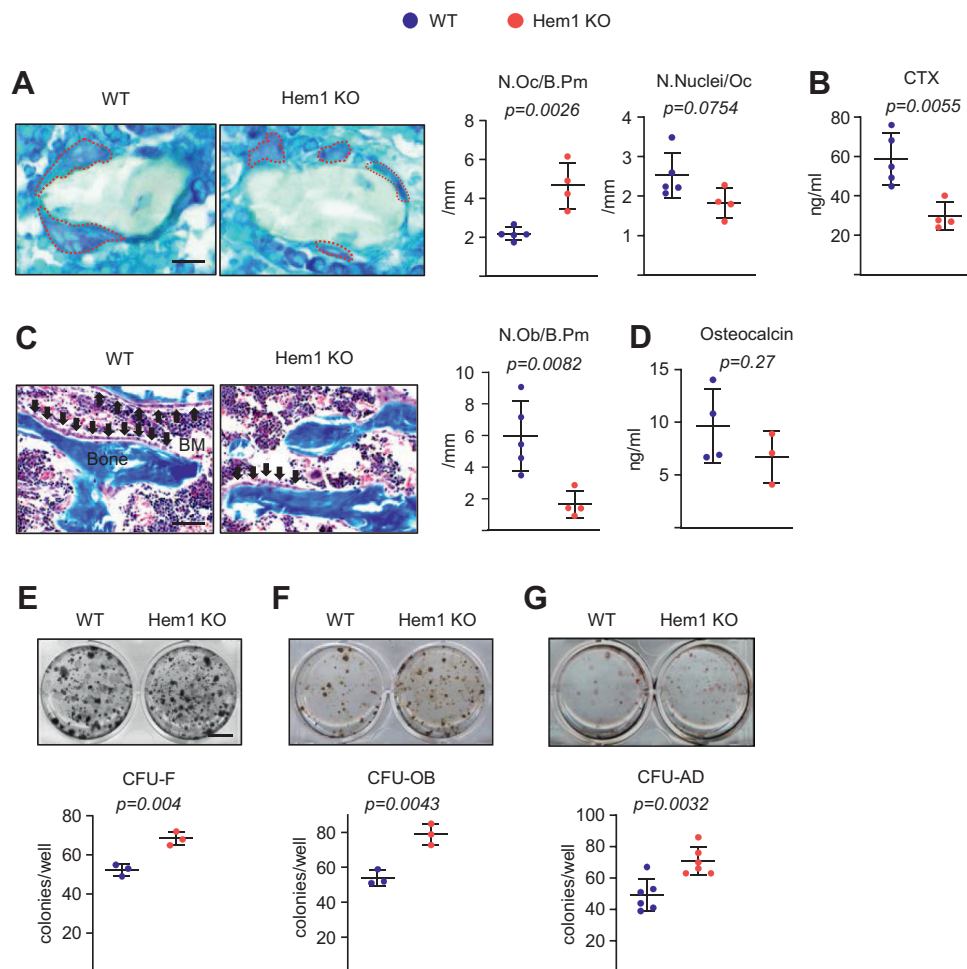 WT Hem1 KO
A
WT Hem1 KO
N.Oc/B.Pm
p=0.0026
/mm
8
6
4
2
N.Nuclei/Oc
p=0.0754
/mm
4
3
2
1
B
CTX
p=0.0055
ng/ml
80
60
40
20
C
WT Hem1 KO
Bone
BM
N.Ob/B.Pm
p=0.0082
/mm
10
8
6
4
2
D
Osteocalcin
p=0.27
ng/ml
15
10
5
E
WT Hem1 KO
CFU-F
p=0.004
colonies/well
80
60
40
20
F
WT Hem1 KO
CFU-OB
p=0.0043
colonies/well
80
60
40
20
G
WT Hem1 KO
CFU-AD
p=0.0032
colonies/well
100
80
60
40
20